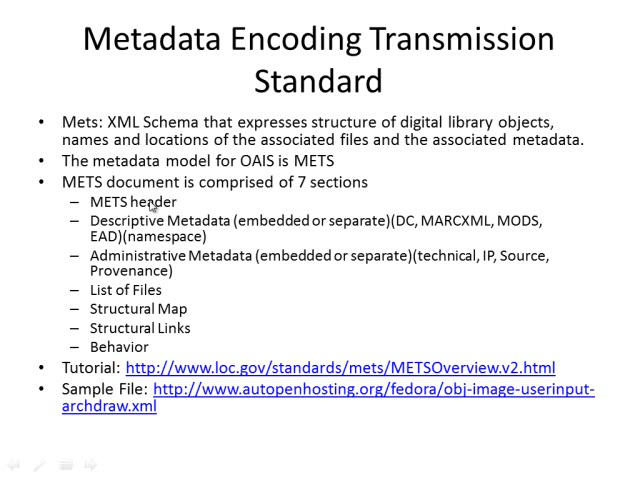 Metadata Encoding Transmission
Standard
• Mets: XML Schema that expresses structure of digital library objects,
names and locations of the associated files and the associated metadata.
• The metadata model for OAIS is METS
• METS document is comprised of 7 sections
– METS header
– Descriptive Metadata (embedded or separate)(DC, MARCXML, MODS,
EAD)(namespace)
– Administrative Metadata (embedded or separate)(technical, IP, Source,
Provenance)
– List of Files
– Structural Map
– Structural Links
– Behavior
• Tutorial: http://www.loc.gov/standards/mets/METSOverview.v2.html
• Sample File: http://www.autopenhosting.org/fedora/obj-image-userinput-
archdraw.xml